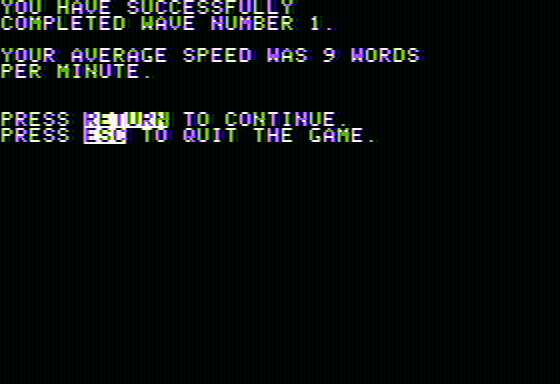 YOU HAVE SUCCESSFULLY
COMPLETED WAVE NUMBER 1.
YOUR AVERAGE SPEED WAS 9 WORDS
PER MINUTE.
PRESS RETURN TO CONTINUE.
PRESS ESC TO QUIT THE GAME.